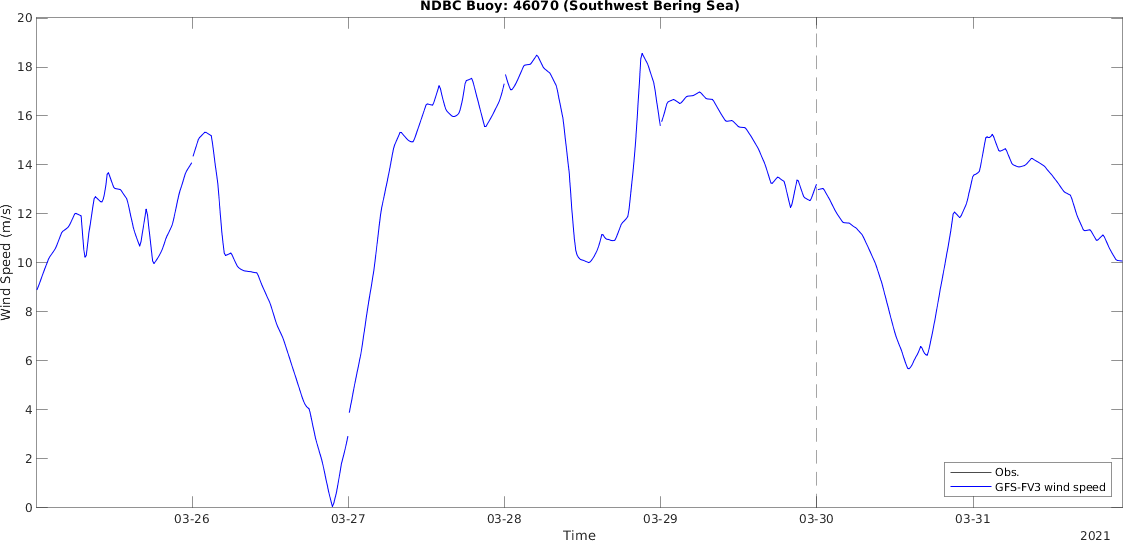 NDBC Buoy: 46070 (Southwest Bering Sea)
20
18
16
14
12
10
8
6
4
2
0
Wind Speed (m/s)
03-26 03-27 03-28 03-29 03-30 03-31
Time
2021
Obs.
GFS-FV3 wind speed